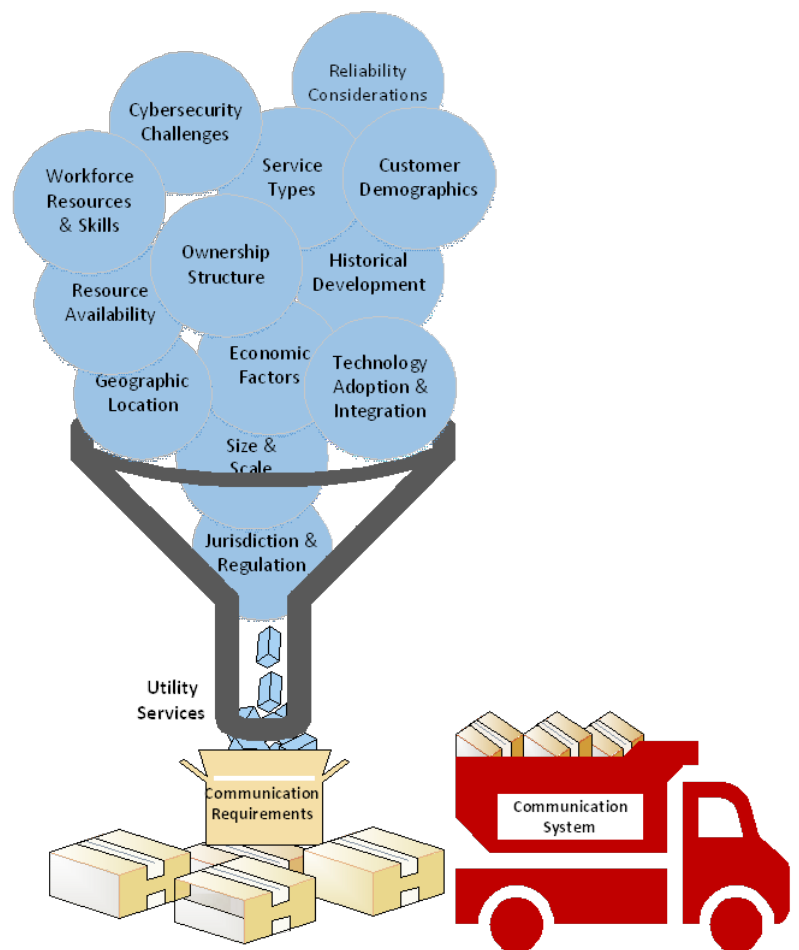 Reliability
Considerations
Cybersecurity
Challenges
Service
Types
Customer
Demographics
Workforce
Resources
& Skills
Ownership
Structure
Historical
Development
Resource
Availability
Economic
Factors
Technology
Adoption &
Integration
Geographic
Location
Size &
Scale
Jurisdiction &
Regulation
Utility
Services
Communication
Requirements
Communication
System